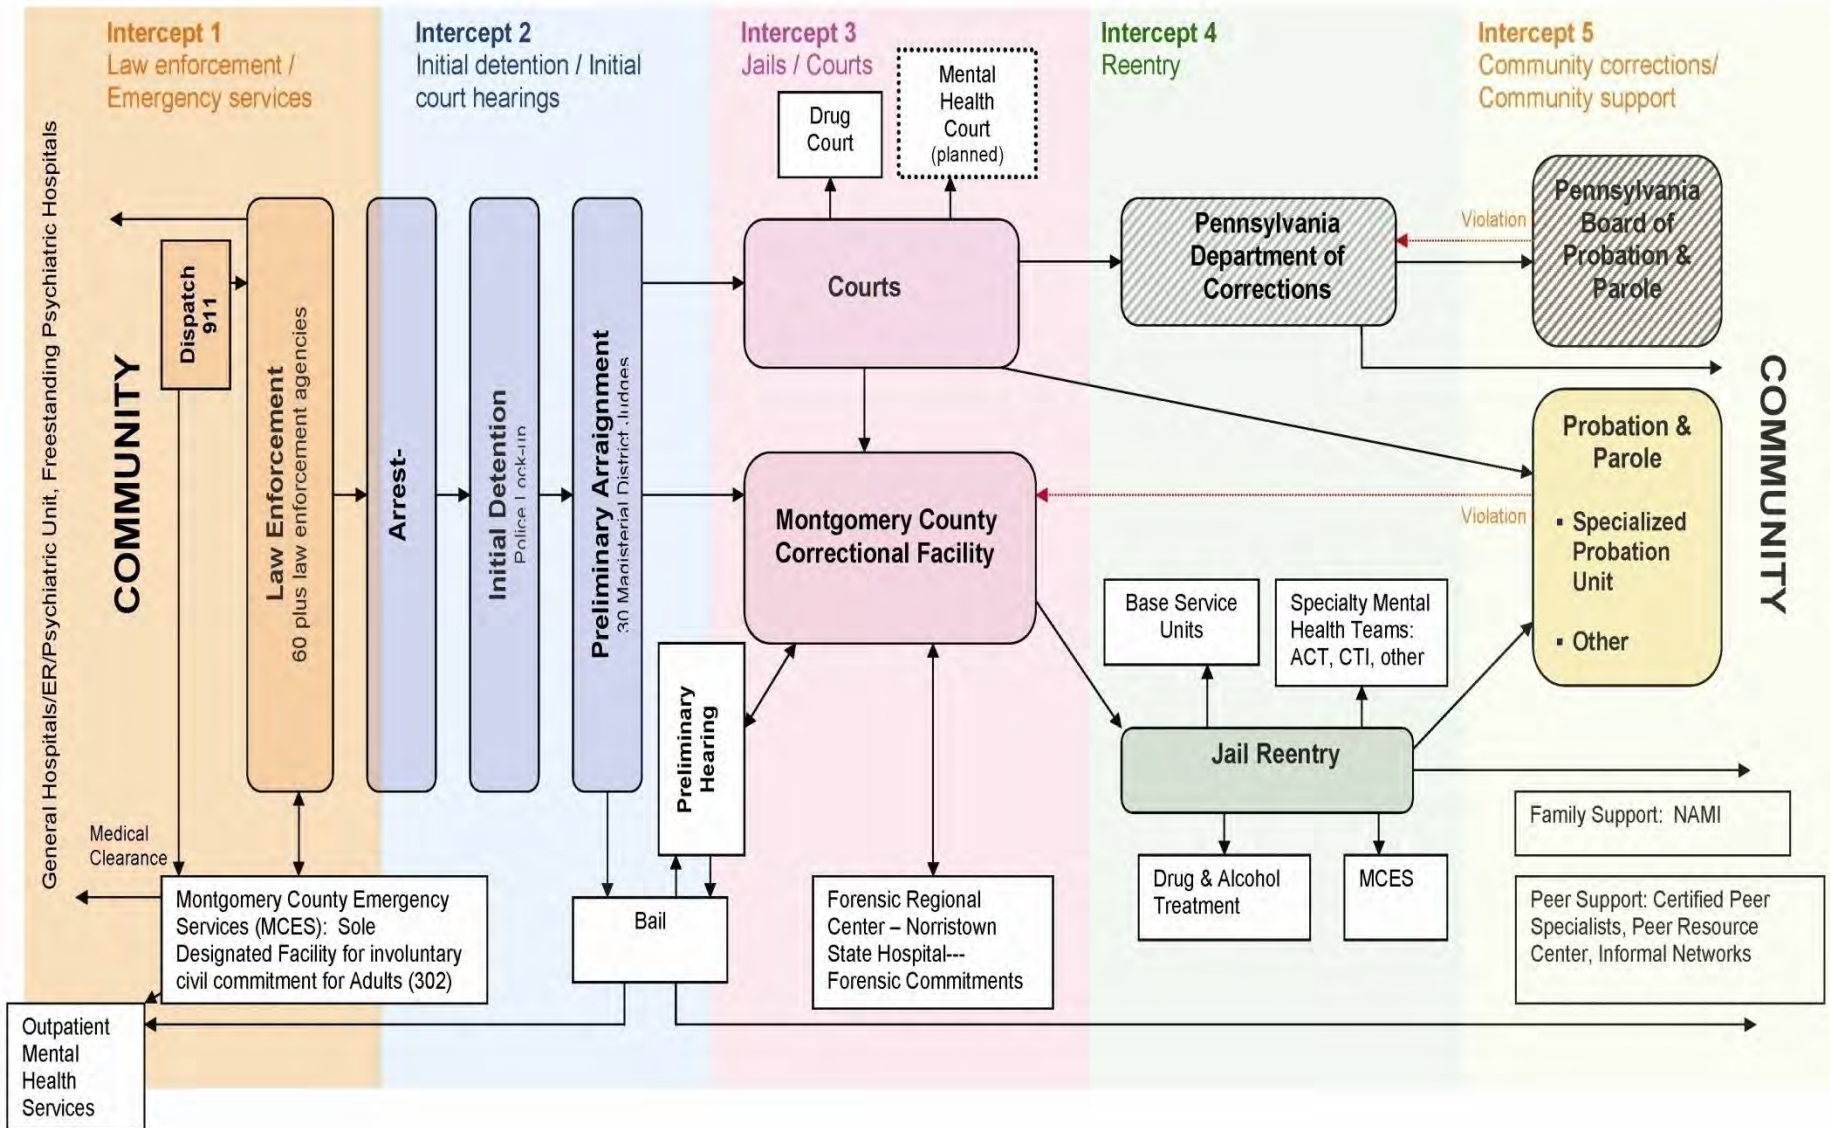 Intercept 1
Law enforcement /
Emergency services
Intercept 2
Initial detention / Initial
court hearings
Intercept 3
Jails / Courts
Intercept 4
Reentry
Intercept 5
Community corrections/
Community support
General Hospitals/ER/Psychiatric Unit, Freestanding Psychiatric Hospitals
COMMUNITY
Dispatch
911
Law Enforcement
60 plus law enforcement agencies
Arrest-
Initial Detention
Police Lock-up
Preliminary Arraignment
30 Magisterial District Judges
Drug
Court
Mental
Health
Court
(planned)
Courts
Montgomery County
Correctional Facility
Preliminary
Hearing
Pennsylvania
Department of
Corrections
Violation
Pennsylvania
Board of
Probation &
Parole
Probation &
Parole
▪ Specialized
Probation
Unit
▪ Other
Violation
COMMUNITY
Base Service
Units
Specialty Mental
Health Teams:
ACT, CTI, other
Jail Reentry
Drug & Alcohol
Treatment
MCES
Family Support: NAMI
Peer Support: Certified Peer
Specialists, Peer Resource
Center, Informal Networks
Medical
Clearance
Montgomery County Emergency
Services (MCES): Sole
Designated Facility for involuntary
civil commitment for Adults (302)
Bail
Forensic Regional
Center – Norristown
State Hospital---
Forensic Commitments
Outpatient
Mental
Health
Services